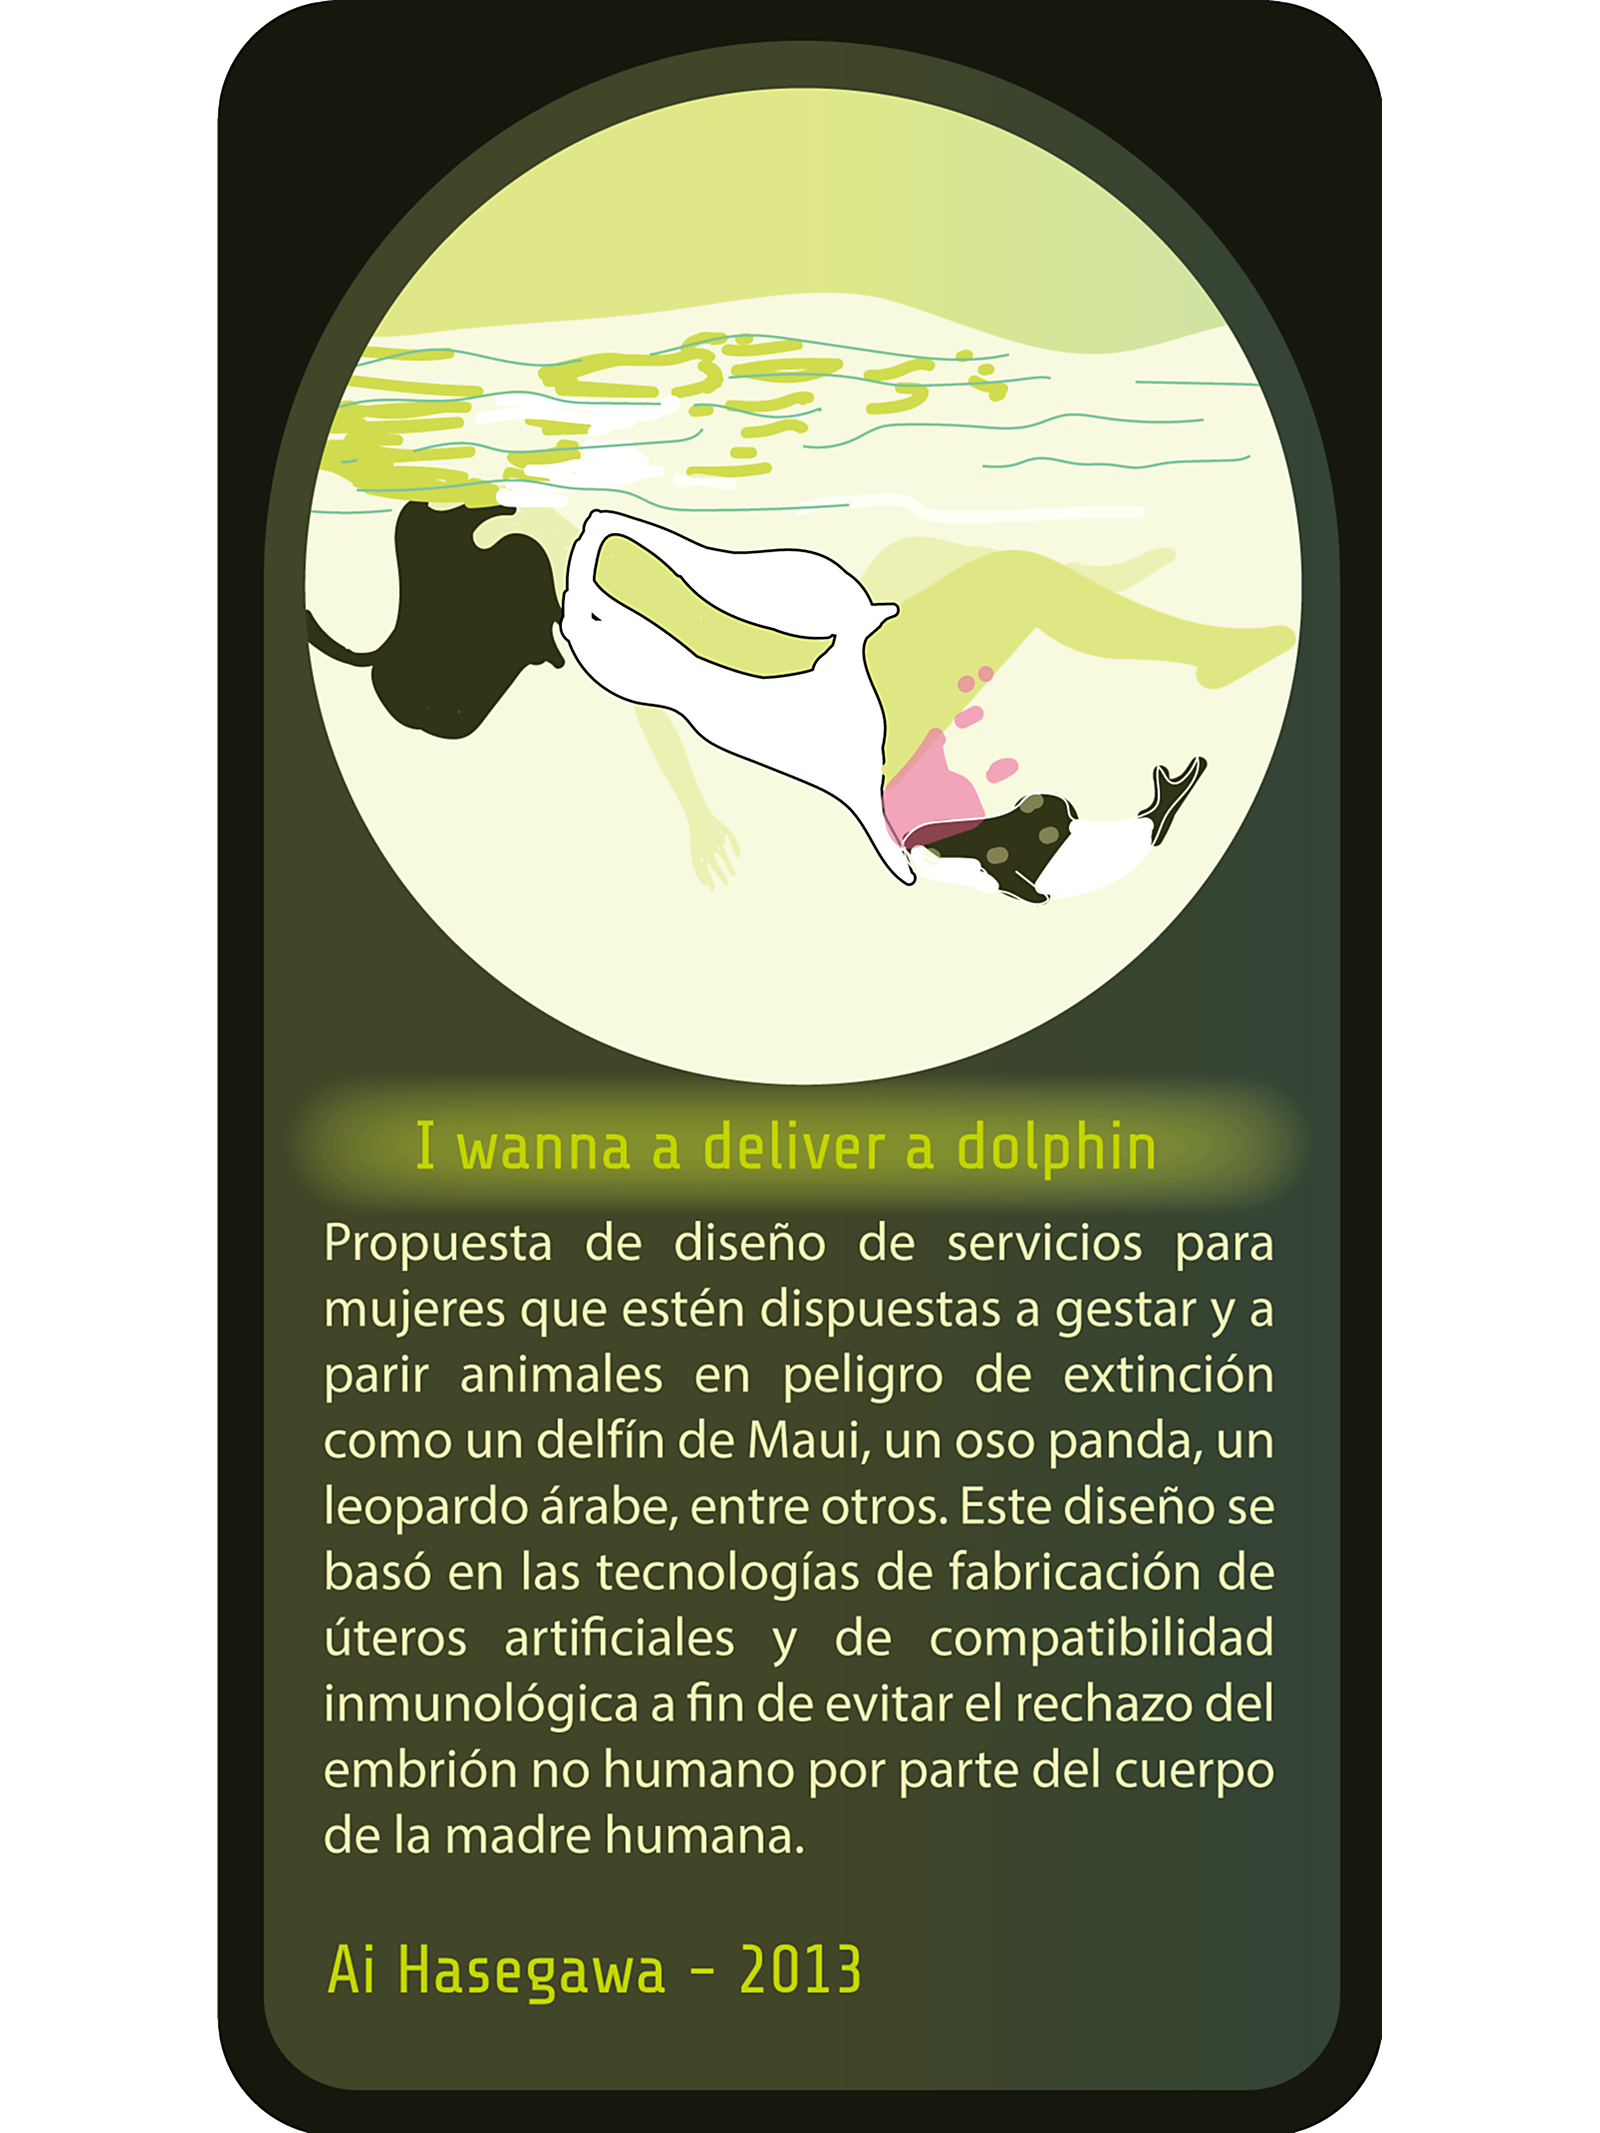 I wanna a deliver a dolphin
Propuesta de diseño de servicios para
mujeres que estén dispuestas a gestar y a
parir animales en peligro de extinción
como un delfín de Maui, un oso panda, un
leopardo árabe, entre otros. Este diseño se
basó en las tecnologías de fabricación de
úteros artificiales y de compatibilidad
inmunológica a fin de evitar el rechazo del
embrión no humano por parte del cuerpo
de la madre humana.
Ai Hasegawa – 2013